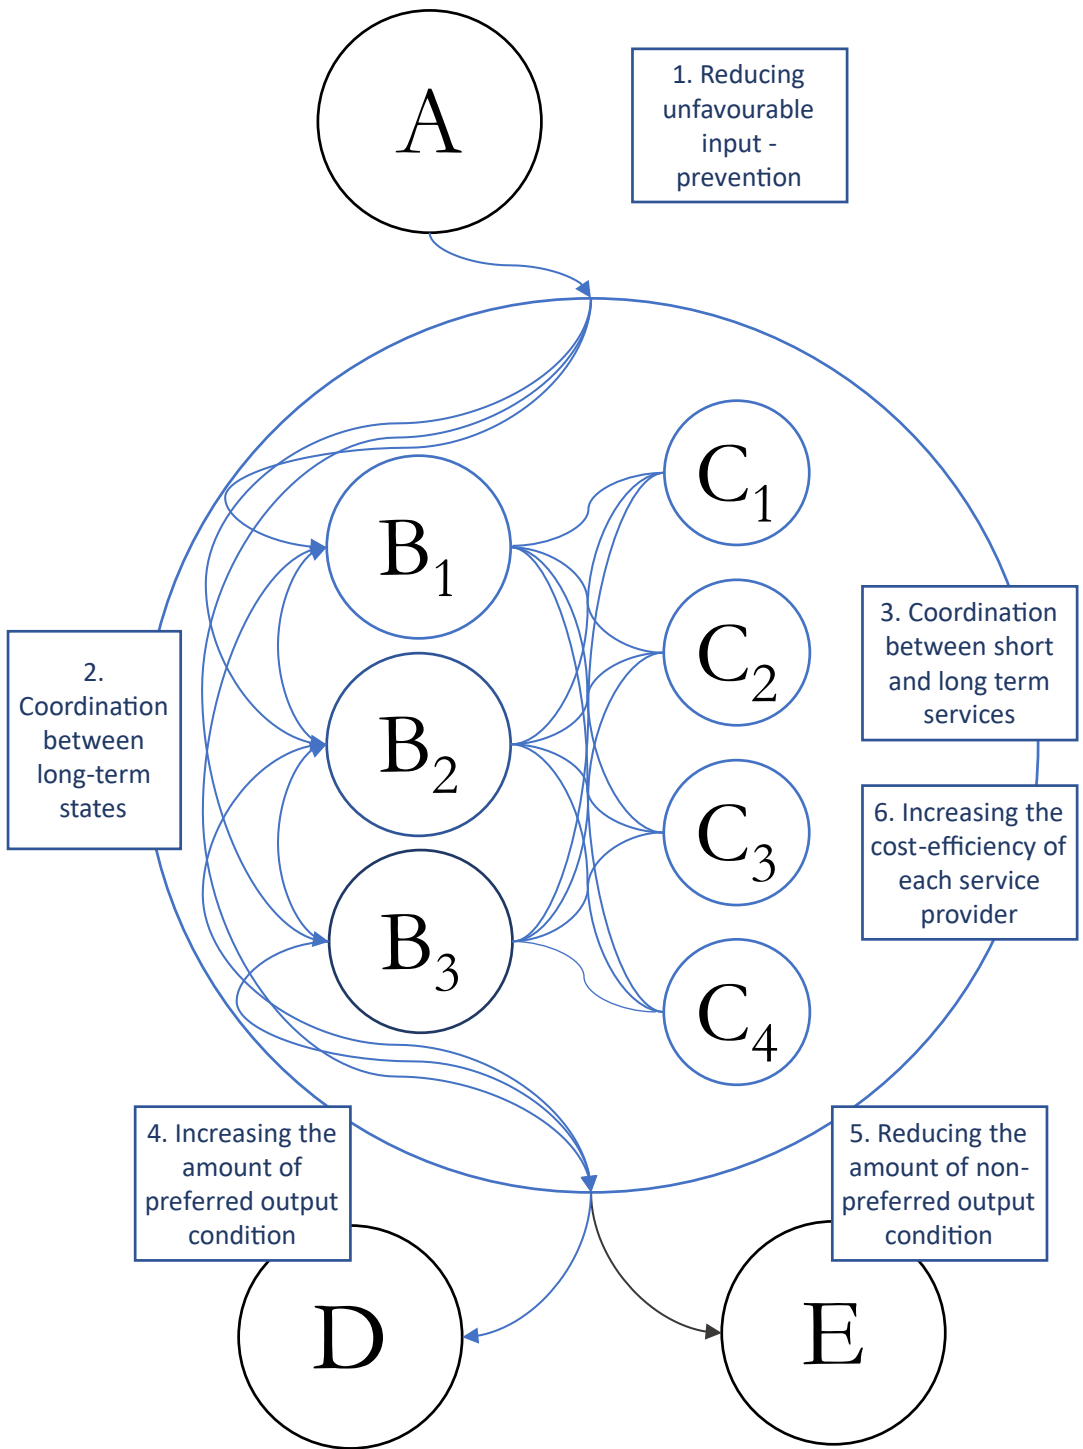 A
1. Reducing
unfavourable
input -
prevention
C1
B1
C2
3. Coordination
between short
and long term
services
2.
Coordination
between
long-term
states
B2
C3
6. Increasing the
cost-efficiency of
each service
provider
B3
C4
4. Increasing the
amount of
preferred output
condition
5. Reducing the
amount of non-
preferred output
condition
D
E